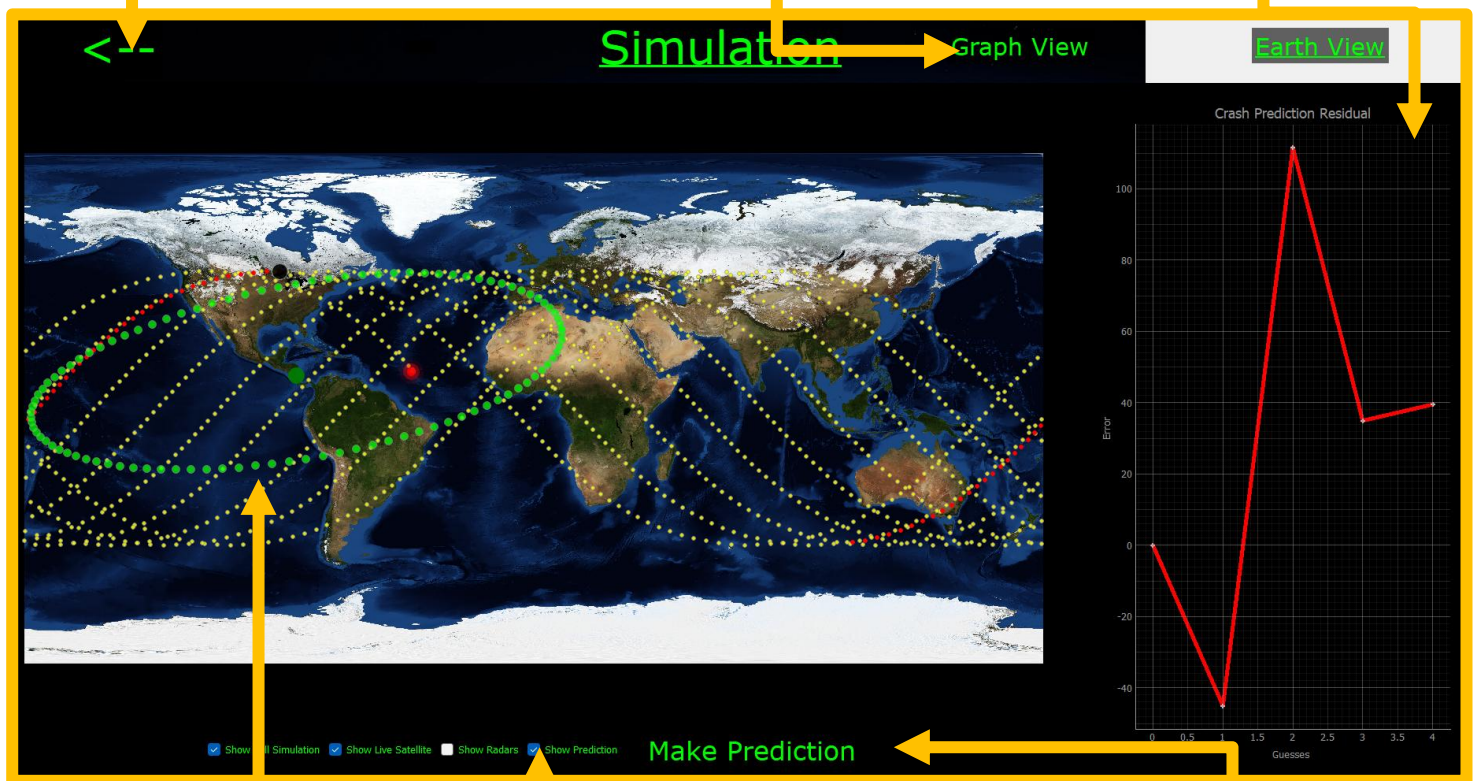 <--
Simulation
Graph View
Earth View
Crash Prediction Residual
100
80
60
40
20
0
-20
-40
Error
0 0.5 1 1.5 2 2.5 3 3.5 4
Guesses
Show Simulation Show Live Satellite Show Radars Show Prediction
Make Prediction